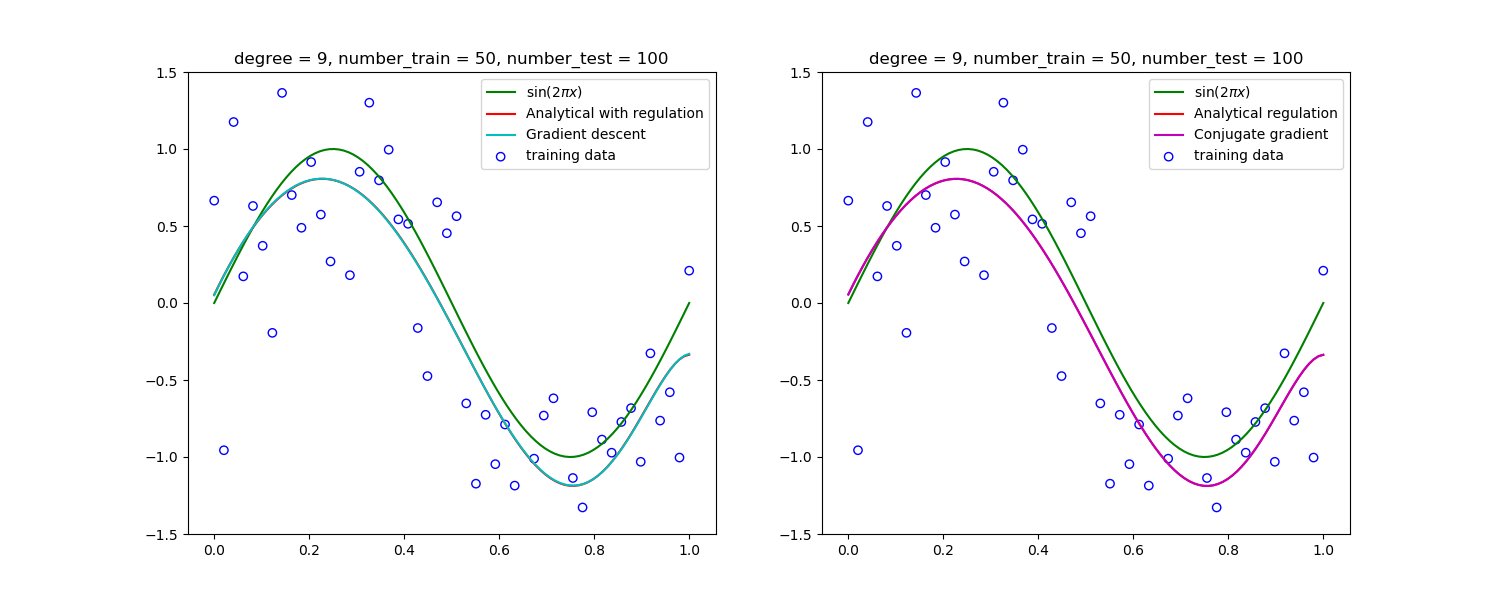 degree = 9, number_train = 50, number_test = 100
sin(2πx)
Analytical with regulation
Gradient descent
training data
1.5
1.0
0.5
0.0
−0.5
−1.0
−1.5
0.0 0.2 0.4 0.6 0.8 1.0
degree = 9, number_train = 50, number_test = 100
sin(2πx)
Analytical regulation
Conjugate gradient
training data
1.5
1.0
0.5
0.0
−0.5
−1.0
−1.5
0.0 0.2 0.4 0.6 0.8 1.0